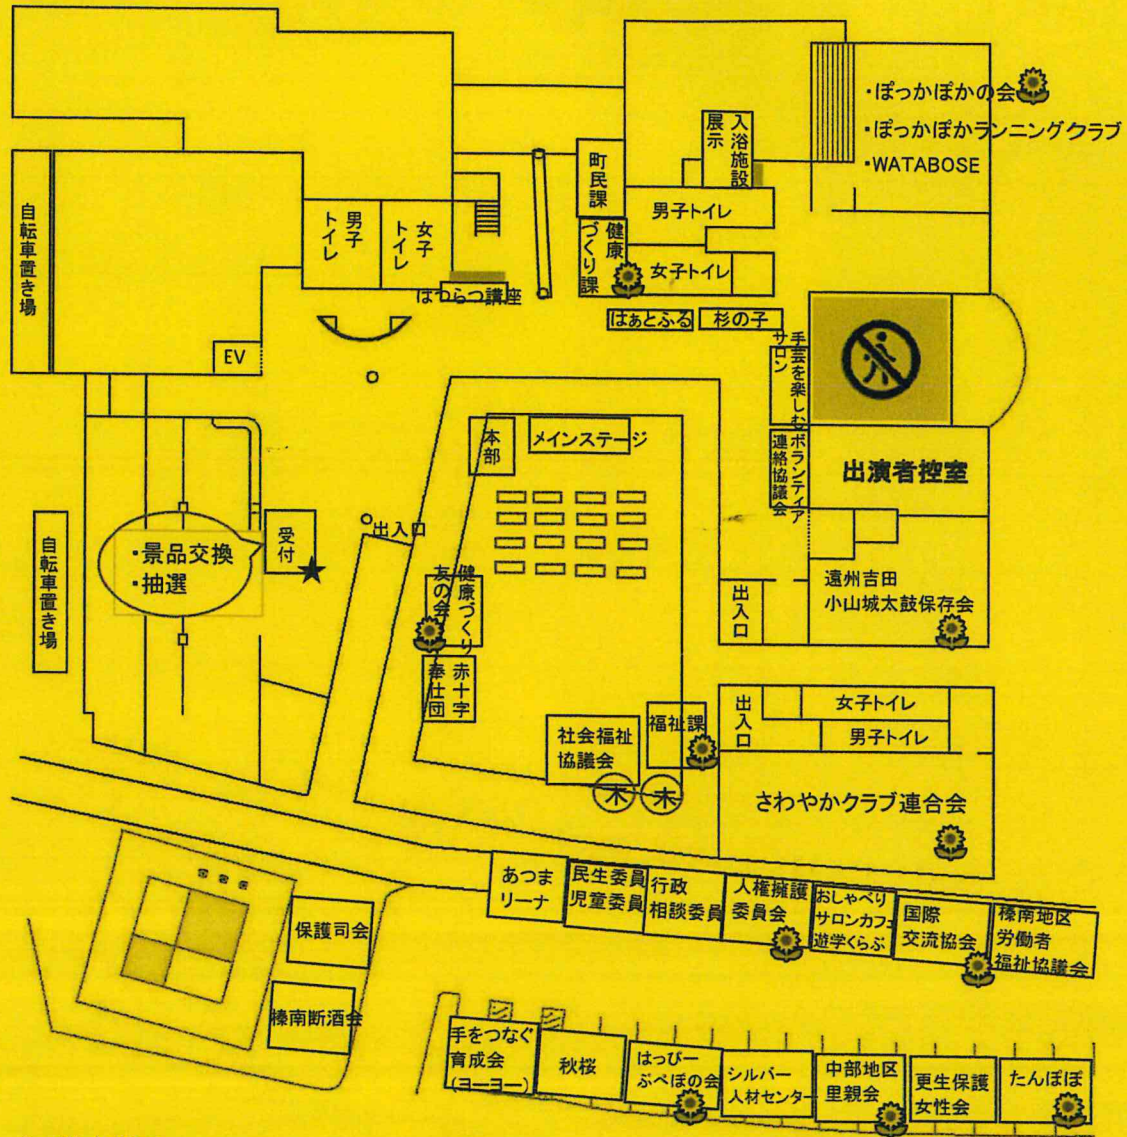 ・ぽっかぽかの会
・ぽっかぽかランニングクラブ
・WATABOSE
入浴施設
展示
町民課
男子トイレ
自転車置き場
男子
トイレ
女子
トイレ
健康
づくり課
女子トイレ
はつらつ講座
はぁとふる
杉の子
手芸を楽しむ
サロン
EV
本部
メインステージ
ボランティア
連絡協議会
出演者控室
自転車置き場
・景品交換
・抽選
受付
出入口
健康づくり
友の会
出入口
遠州吉田
小山城太鼓保存会
赤十字
奉仕団
社会福祉
協議会
福祉課
出入口
女子トイレ
男子トイレ
木
木
さわやかクラブ連合会
あつま
リーナ
民生委員
児童委員
行政
相談委員
人権擁護
委員会
おしゃべり
サロンカフェ
遊学くらぶ
国際
交流協会
榛南地区
労働者
福祉協議会
保護司会
榛南断酒会
手をつなぐ
育成会
(ヨーヨー)
秋桜
はっぴー
ぷぺぽの会
シルバー
人材センター
中部地区
里親会
更生保護
女性会
たんぽぽ